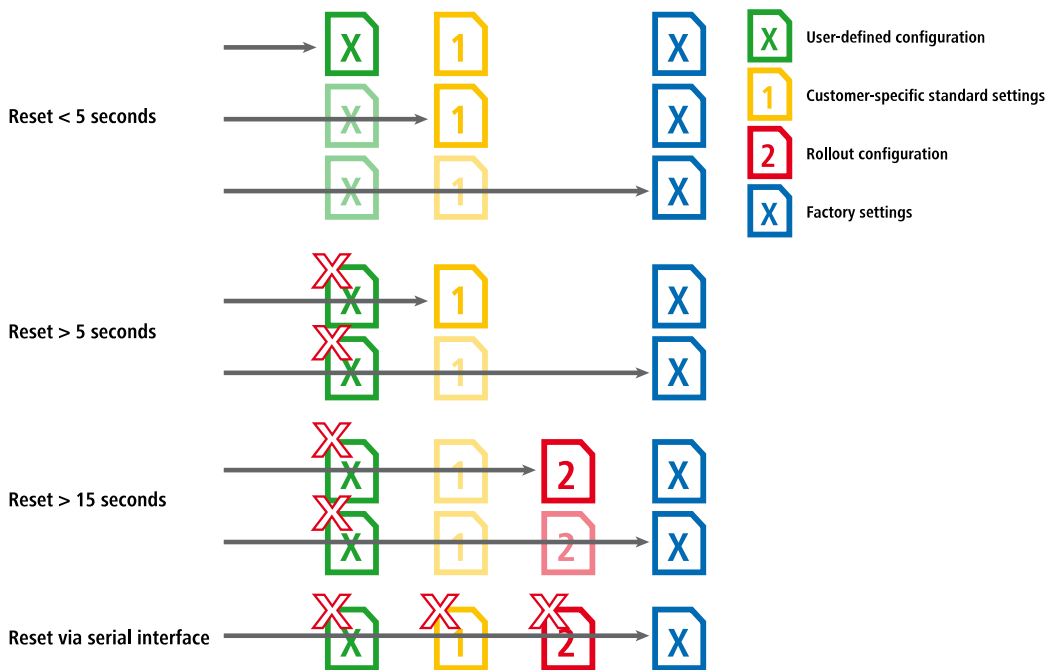 X 1 X X User-defined configuration
1 Customer-specific standard settings
Reset < 5 seconds X 1 X
2 Rollout configuration
X 1 X
X Factory settings
X X 1 X
Reset > 5 seconds
X X 1 X
X X 1 2 X
Reset > 15 seconds
X X 1 2 X
Reset via serial interface X X X 1 X 2 X